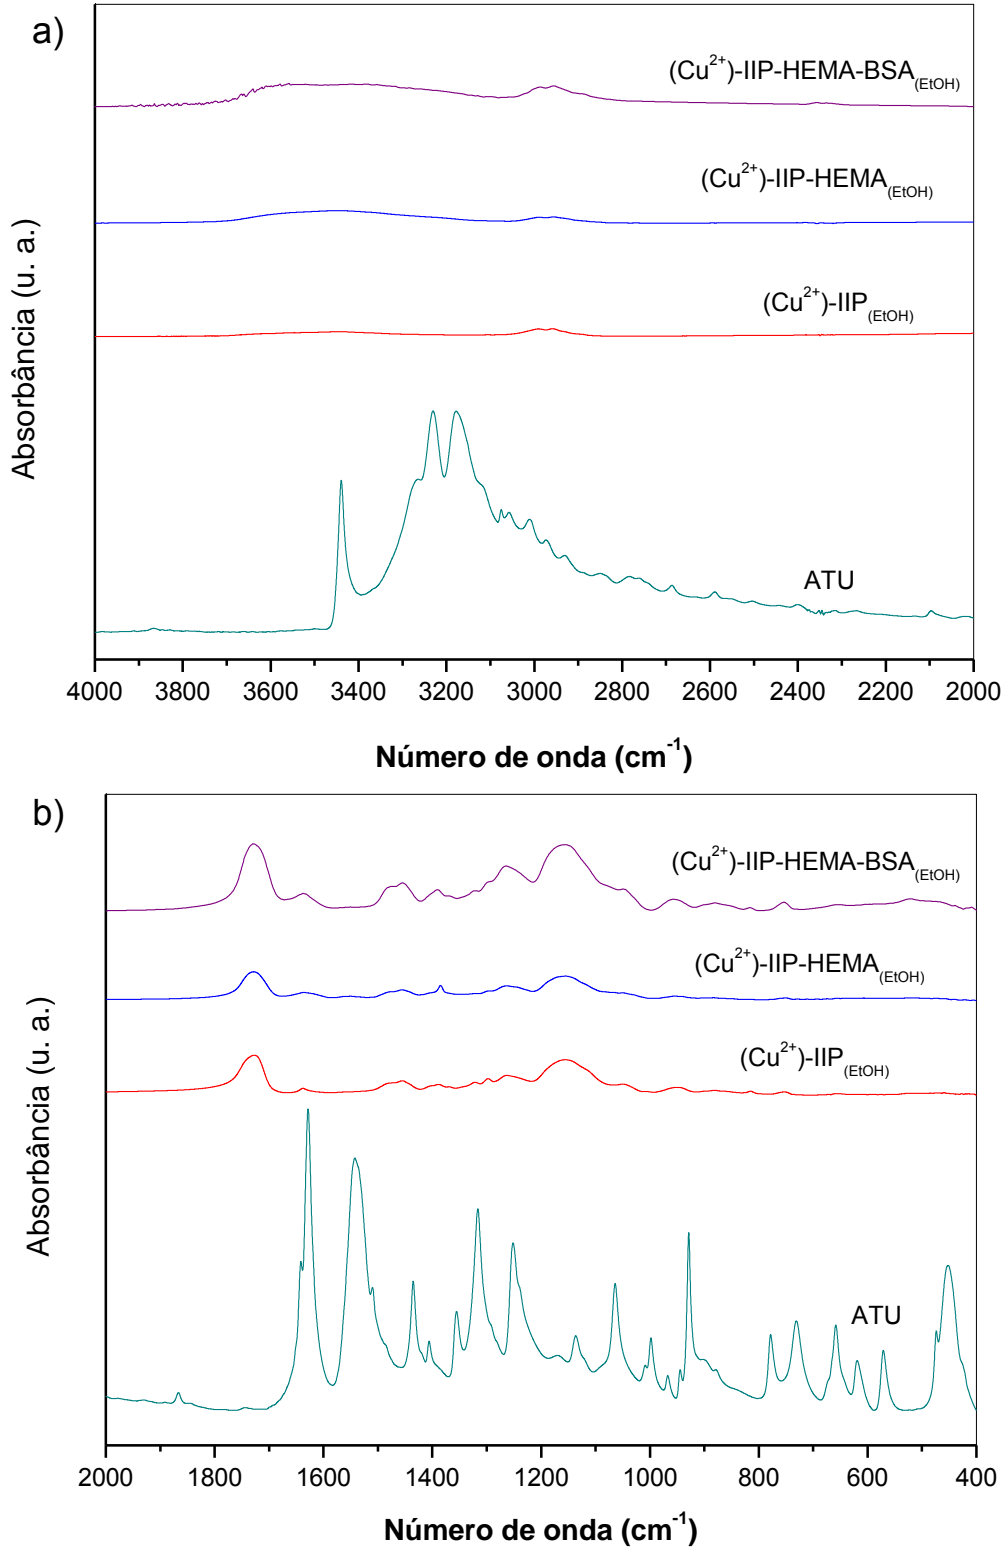 a)
(Cu²⁺)-IIP-HEMA-BSA(EtOH)
(Cu²⁺)-IIP-HEMA(EtOH)
(Cu²⁺)-IIP(EtOH)
ATU
Absorbância (u. a.)
4000 3800 3600 3400 3200 3000 2800 2600 2400 2200 2000
Número de onda (cm⁻¹)
b)
(Cu²⁺)-IIP-HEMA-BSA(EtOH)
(Cu²⁺)-IIP-HEMA(EtOH)
(Cu²⁺)-IIP(EtOH)
ATU
Absorbância (u. a.)
2000 1800 1600 1400 1200 1000 800 600 400
Número de onda (cm⁻¹)